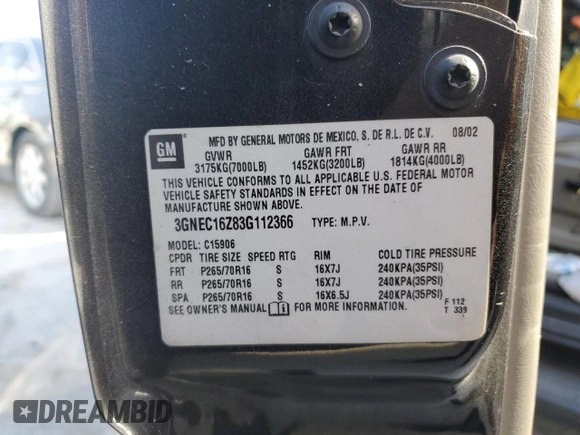 GM
MFD BY GENERAL MOTORS DE MEXICO, S. DE R.L. DE C.V. 08/02
GVWR GAWR FRT GAWR RR
3175KG(7000LB) 1452KG(3200LB) 1814KG(4000LB)
THIS VEHICLE CONFORMS TO ALL APPLICABLE U.S. FEDERAL MOTOR
VEHICLE SAFETY STANDARDS IN EFFECT ON THE DATE OF
MANUFACTURE SHOWN ABOVE.
3GNEC16Z83G112366 TYPE: M.P.V.
MODEL: C15906
CPDR TIRE SIZE SPEED RTG RIM COLD TIRE PRESSURE
FRT P265/70R16 S 16X7J 240KPA(35PSI)
RR P265/70R16 S 16X7J 240KPA(35PSI)
SPA P265/70R16 S 16X6.5J 240KPA(35PSI)
SEE OWNER'S MANUAL i FOR MORE INFORMATION.
F 112
T 339
DREAMBID